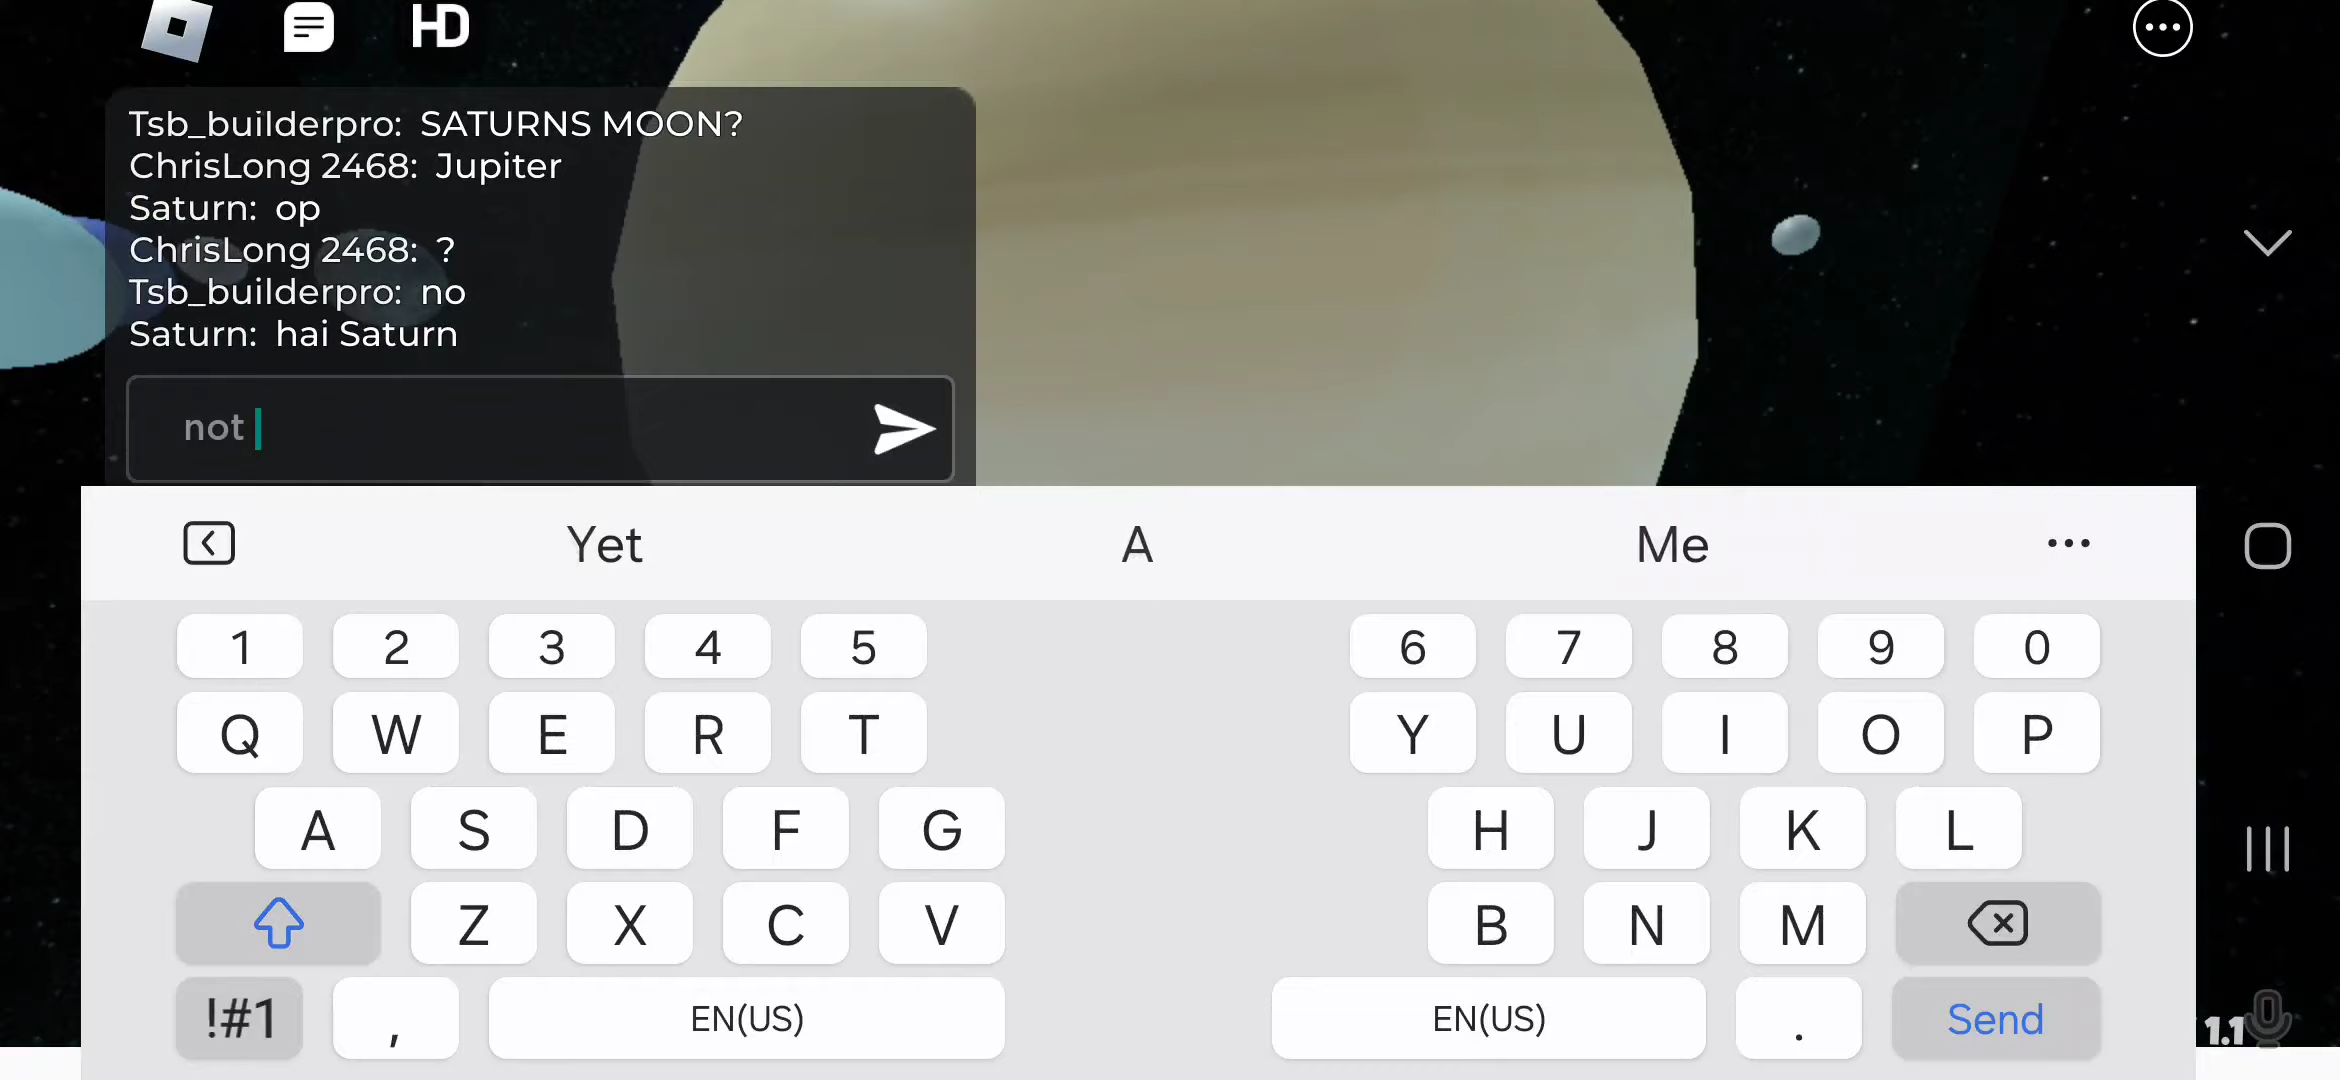 HD
Tsb_builderpro: SATURNS MOON?
ChrisLong 2468: Jupiter
Saturn: op
ChrisLong 2468: ?
Tsb_builderpro: no
Saturn: hai Saturn
not
Yet A Me
1 2 3 4 5 6 7 8 9 0
Q W E R T Y U I O P
A S D F G H J K L
Z X C V B N M
!#1 , EN(US) EN(US) . Send
1.1